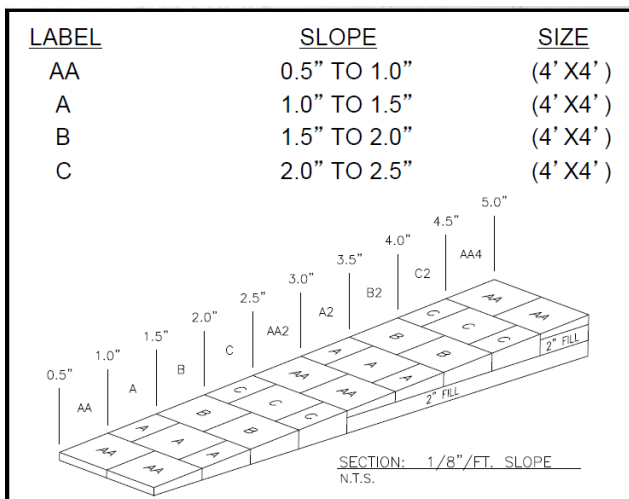 LABEL SLOPE SIZE
AA 0.5” TO 1.0” (4’ X4’ )
A 1.0” TO 1.5” (4’ X4’ )
B 1.5” TO 2.0” (4’ X4’ )
C 2.0” TO 2.5” (4’ X4’ )
5.0”
4.5”
4.0” AA4
3.5” C2
3.0” B2
2.5” A2
2.0” AA2
1.5” C
1.0” B
0.5” A
AA
AA
C AA
C
B C
A B
A
AA A
AA
C
C
B C
B
A
A
AA A
AA
2” FILL
2” FILL
SECTION: 1/8”/FT. SLOPE
N.T.S.